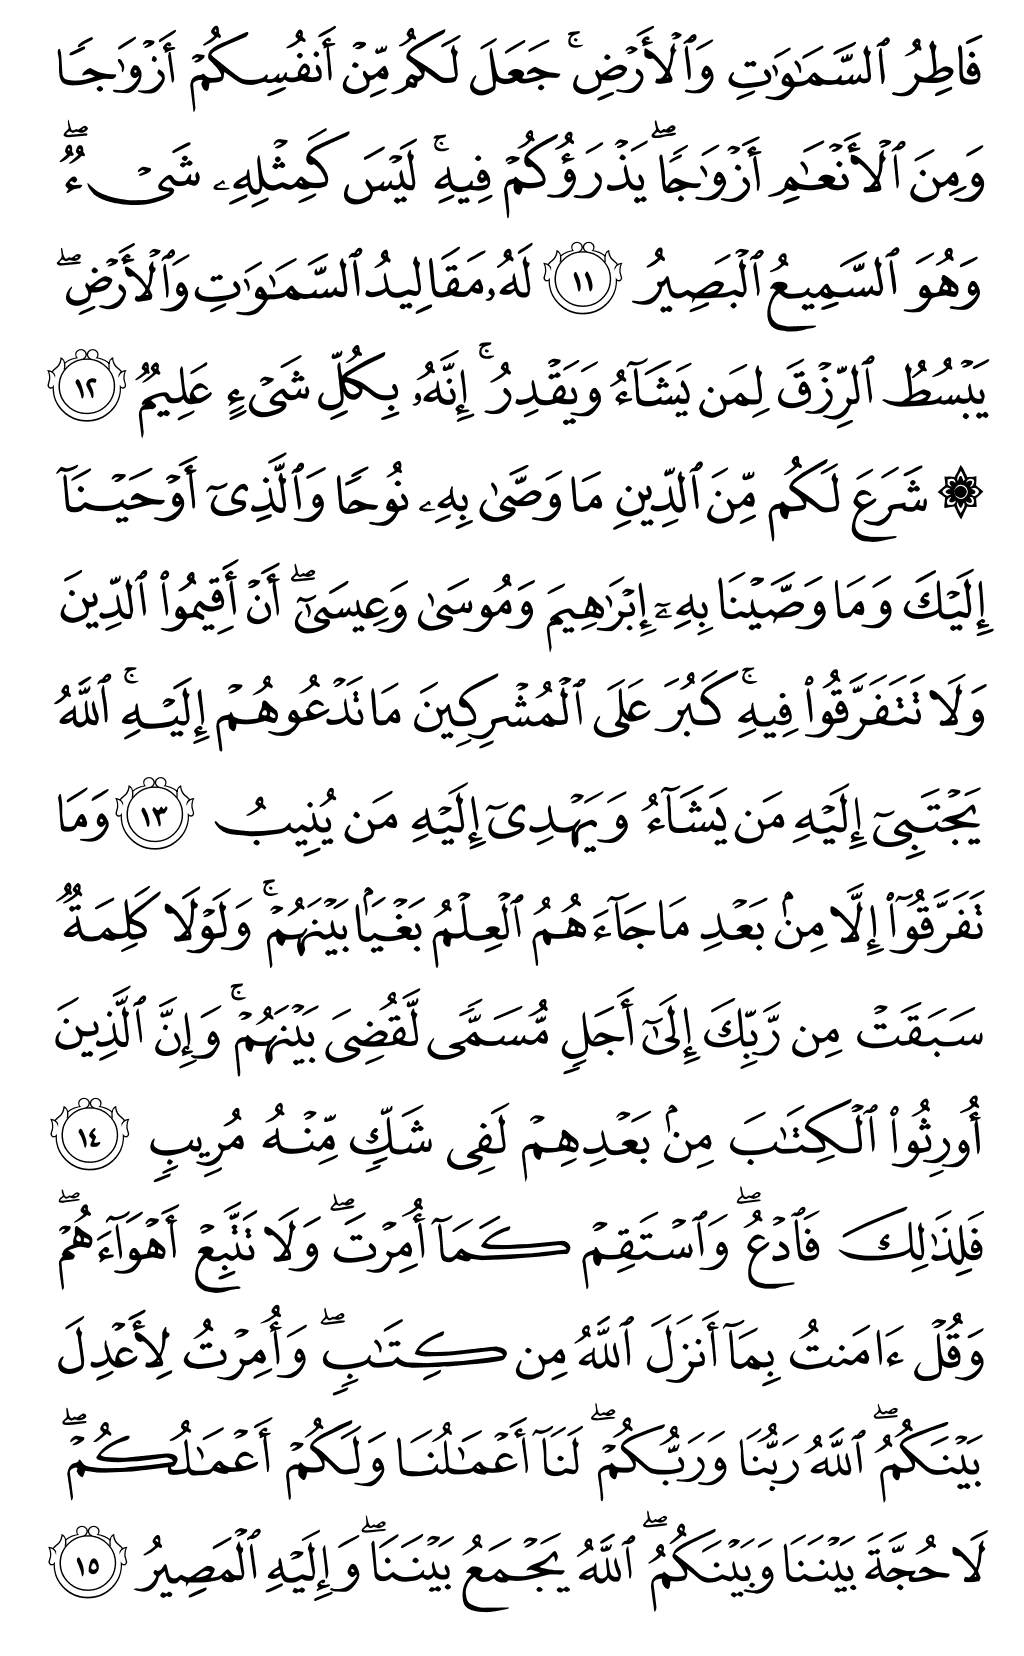 فَاطِرُ ٱلسَّمَٰوَٰتِ وَٱلْأَرْضِ ۚ جَعَلَ لَكُم مِّنْ أَنفُسِكُمْ أَزْوَٰجًا
وَمِنَ ٱلْأَنْعَٰمِ أَزْوَٰجًا ۖ يَذْرَؤُكُمْ فِيهِ ۚ لَيْسَ كَمِثْلِهِۦ شَىْءٌ ۖ
وَهُوَ ٱلسَّمِيعُ ٱلْبَصِيرُ ١١ لَهُۥ مَقَالِيدُ ٱلسَّمَٰوَٰتِ وَٱلْأَرْضِ ۖ
يَبْسُطُ ٱلرِّزْقَ لِمَن يَشَآءُ وَيَقْدِرُ ۚ إِنَّهُۥ بِكُلِّ شَىْءٍ عَلِيمٌ ١٢
۞ شَرَعَ لَكُم مِّنَ ٱلدِّينِ مَا وَصَّىٰ بِهِۦ نُوحًا وَٱلَّذِىٓ أَوْحَيْنَآ
إِلَيْكَ وَمَا وَصَّيْنَا بِهِۦٓ إِبْرَٰهِيمَ وَمُوسَىٰ وَعِيسَىٰٓ ۖ أَنْ أَقِيمُوا۟ ٱلدِّينَ
وَلَا تَتَفَرَّقُوا۟ فِيهِ ۚ كَبُرَ عَلَى ٱلْمُشْرِكِينَ مَا تَدْعُوهُمْ إِلَيْهِ ۚ ٱللَّهُ
يَجْتَبِىٓ إِلَيْهِ مَن يَشَآءُ وَيَهْدِىٓ إِلَيْهِ مَن يُنِيبُ ١٣ وَمَا
تَفَرَّقُوٓا۟ إِلَّا مِنۢ بَعْدِ مَا جَآءَهُمُ ٱلْعِلْمُ بَغْيًۢا بَيْنَهُمْ ۚ وَلَوْلَا كَلِمَةٌ
سَبَقَتْ مِن رَّبِّكَ إِلَىٰٓ أَجَلٍ مُّسَمًّى لَّقُضِىَ بَيْنَهُمْ ۚ وَإِنَّ ٱلَّذِينَ
أُورِثُوا۟ ٱلْكِتَٰبَ مِنۢ بَعْدِهِمْ لَفِى شَكٍّ مِّنْهُ مُرِيبٍ ١٤
فَلِذَٰلِكَ فَٱدْعُ ۖ وَٱسْتَقِمْ كَمَآ أُمِرْتَ ۖ وَلَا تَتَّبِعْ أَهْوَآءَهُمْ ۖ
وَقُلْ ءَامَنتُ بِمَآ أَنزَلَ ٱللَّهُ مِن كِتَٰبٍ ۖ وَأُمِرْتُ لِأَعْدِلَ
بَيْنَكُمُ ۖ ٱللَّهُ رَبُّنَا وَرَبُّكُمْ ۖ لَنَآ أَعْمَٰلُنَا وَلَكُمْ أَعْمَٰلُكُمْ ۖ
لَا حُجَّةَ بَيْنَنَا وَبَيْنَكُمُ ۖ ٱللَّهُ يَجْمَعُ بَيْنَنَا ۖ وَإِلَيْهِ ٱلْمَصِيرُ ١٥